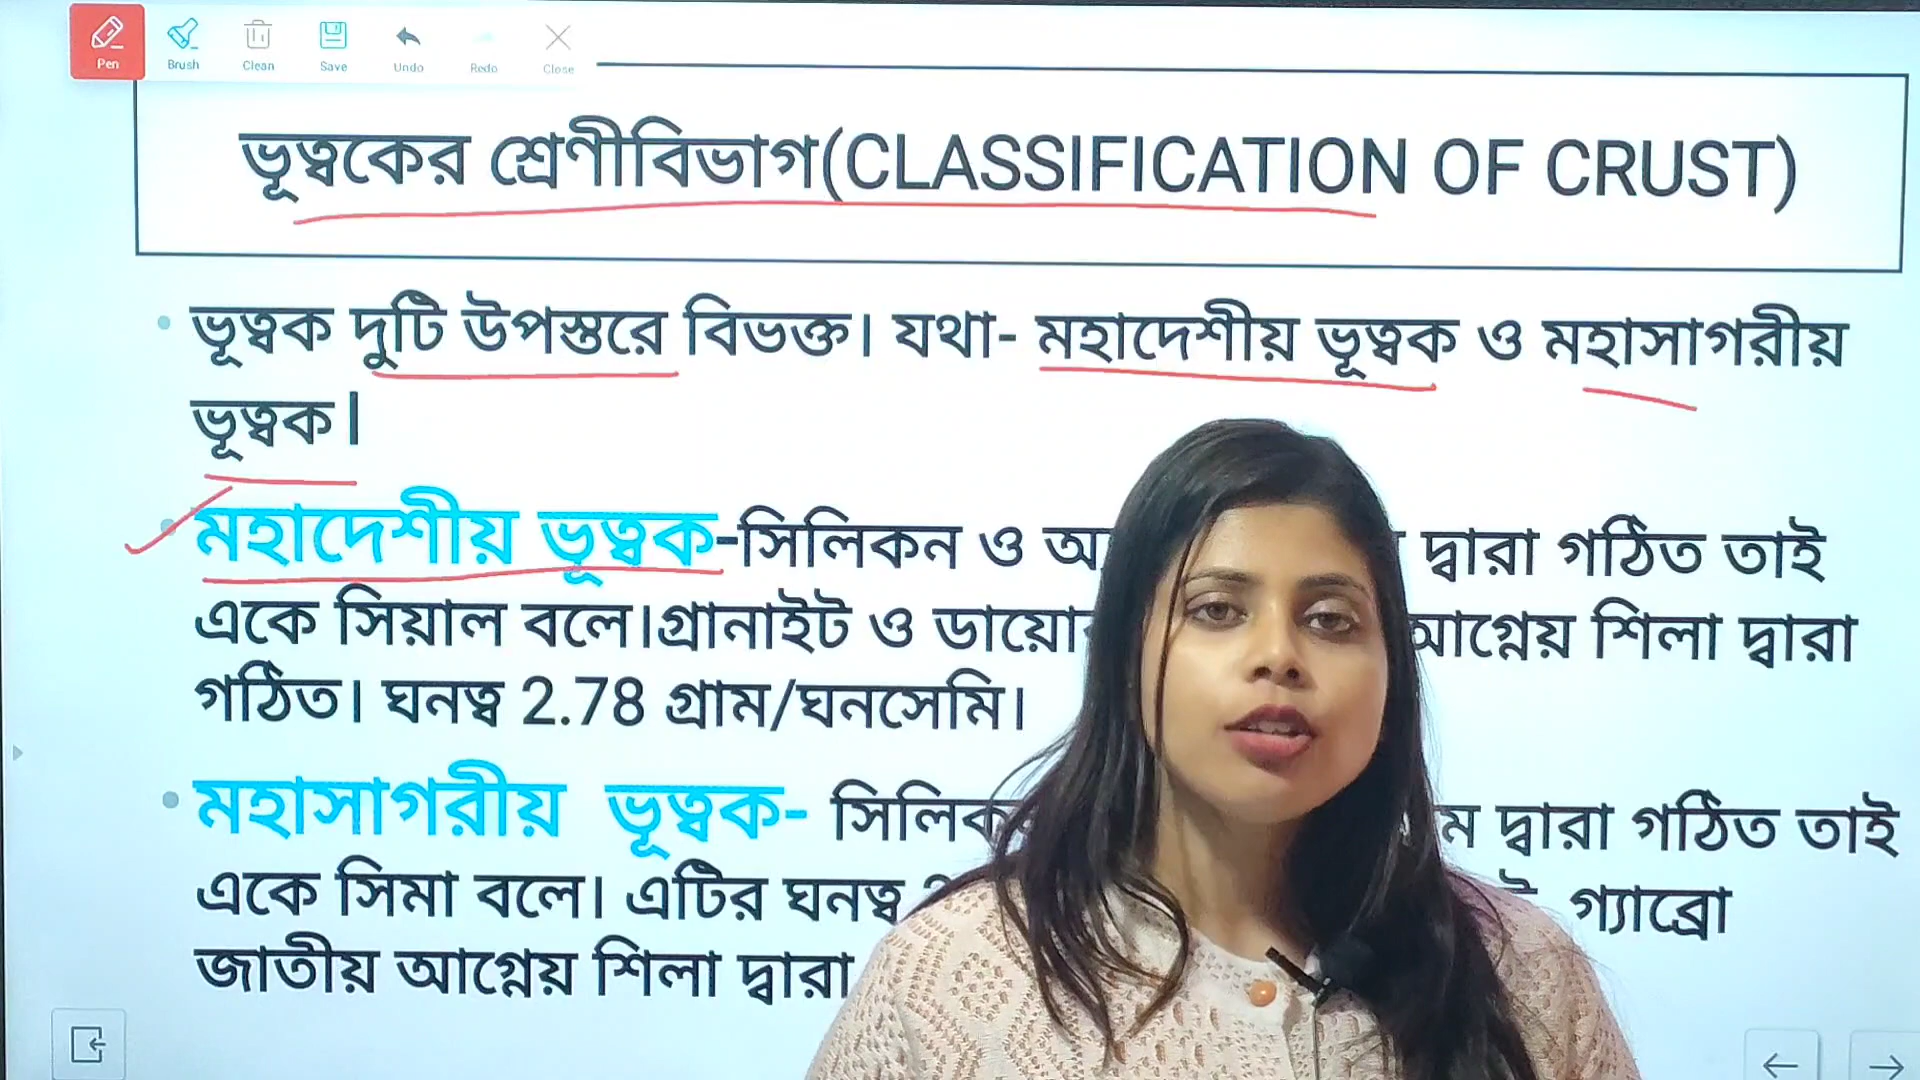 Pen Brush Clean Save Undo Redo Close
ভূত্বকের শ্রেণীবিভাগ(CLASSIFICATION OF CRUST)
ভূত্বক দুটি উপস্তরে বিভক্ত। যথা- মহাদেশীয় ভূত্বক ও মহাসাগরীয়
ভূত্বক।
মহাদেশীয় ভূত্বক-সিলিকন ও দ্বারা গঠিত তাই
একে সিয়াল বলে।গ্রানাইট ও আগ্নেয় শিলা দ্বারা
গঠিত। ঘনত্ব 2.78 গ্রাম/ঘনসেমি।
মহাসাগরীয় ভূত্বক- দ্বারা গঠিত তাই
একে সিমা বলে। এটির ঘনত্ব গ্যাব্রো
জাতীয় আগ্নেয় শিলা দ্বারা